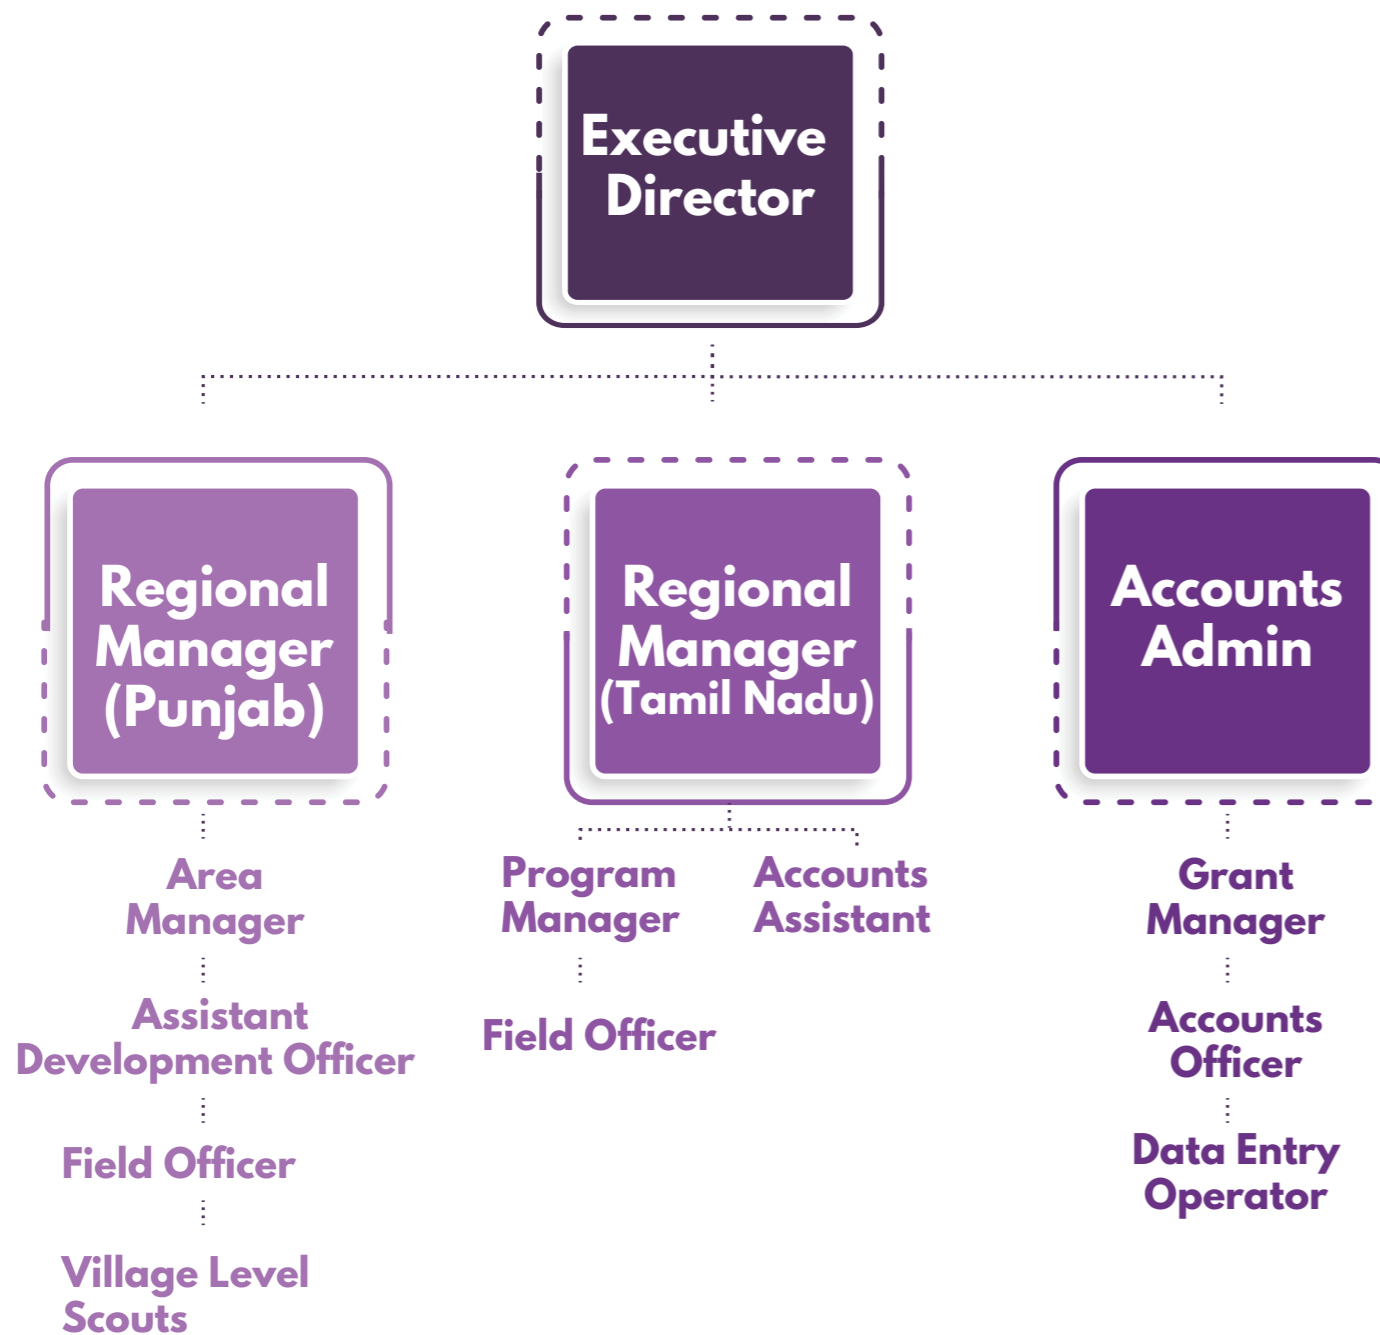 Executive
Director
Regional
Manager
(Punjab)
Regional
Manager
(Tamil Nadu)
Accounts
Admin
Area
Manager
Assistant
Development Officer
Field Officer
Village Level
Scouts
Program
Manager
Field Officer
Accounts
Assistant
Grant
Manager
Accounts
Officer
Data Entry
Operator